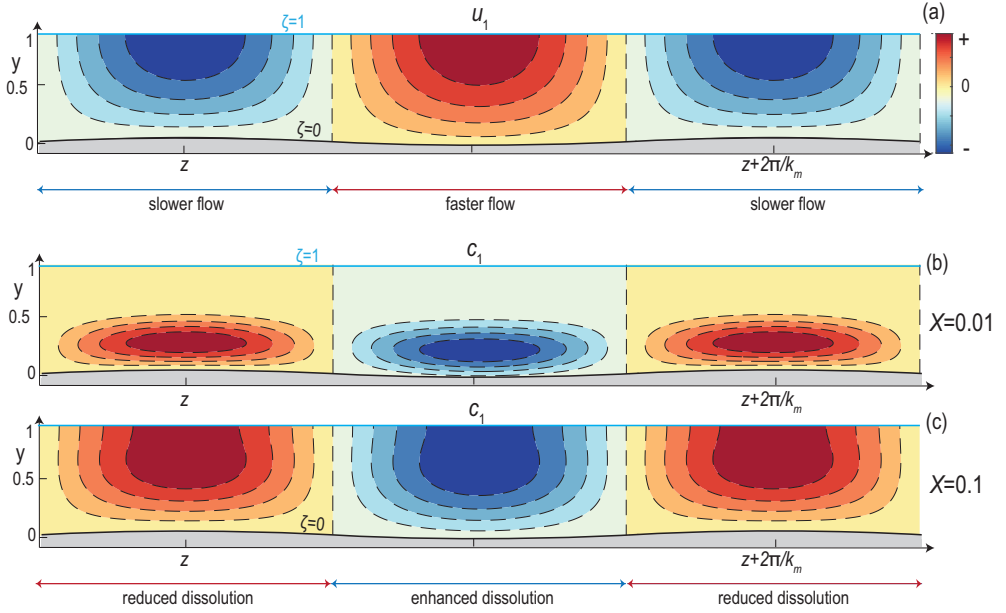 ζ=1
u₁
(a)
1
y
0.5
0
ζ=0
+
0
-
z
z+2π/kₘ
slower flow
faster flow
slower flow
ζ=1
c₁
(b)
1
y
0.5
0
X=0.01
z
z+2π/kₘ
c₁
(c)
1
y
0.5
0
ζ=0
X=0.1
z
z+2π/kₘ
reduced dissolution
enhanced dissolution
reduced dissolution